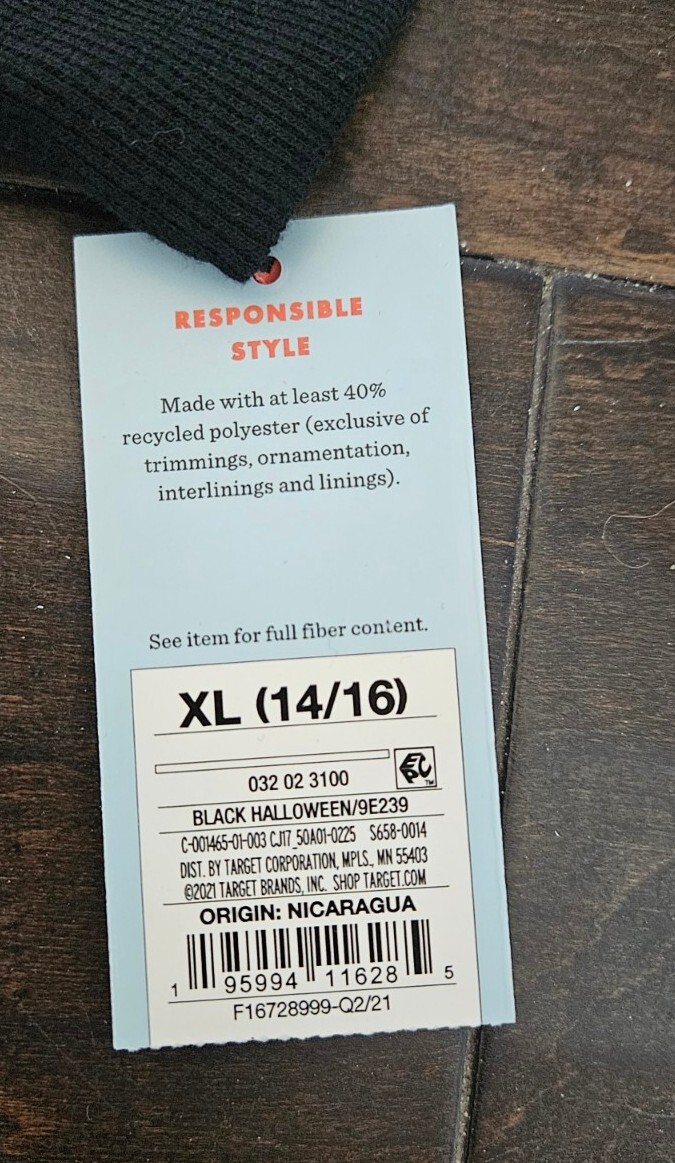 RESPONSIBLE
STYLE
Made with at least 40%
recycled polyester (exclusive of
trimmings, ornamentation,
interlinings and linings).
See item for full fiber content.
XL (14/16)
EPC
TM
032 02 3100
BLACK HALLOWEEN/9E239
C-001465-01-003 CJ17_50A01-0225 S658-0014
DIST. BY TARGET CORPORATION, MPLS., MN 55403
©2021 TARGET BRANDS, INC. SHOP TARGET.COM
ORIGIN: NICARAGUA
1 95994 11628 5
F16728999-Q2/21